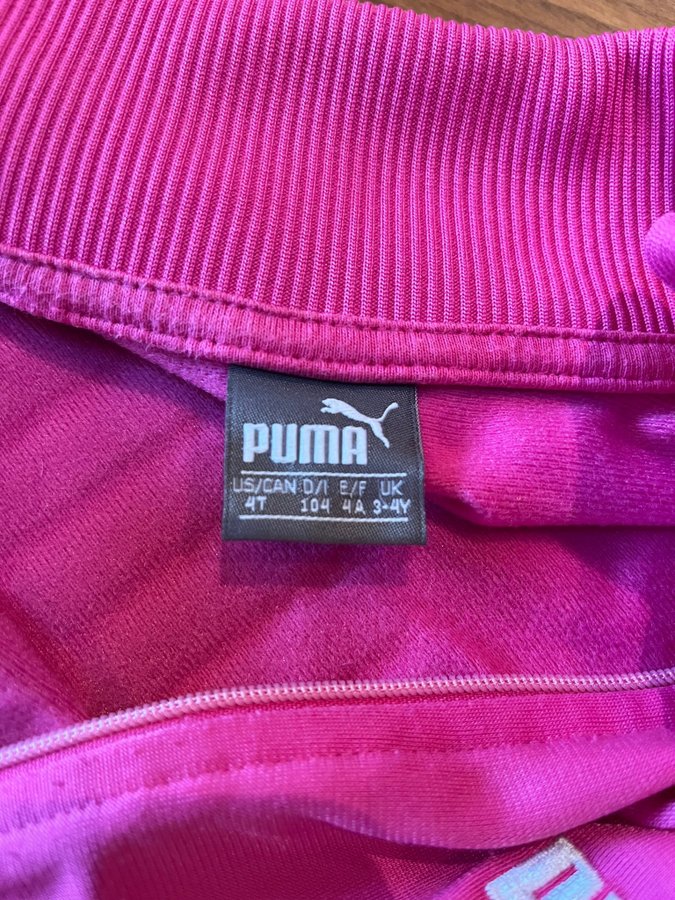 PUMA
US/CAN D/I E/F UK
4T 104 4A 3-4Y